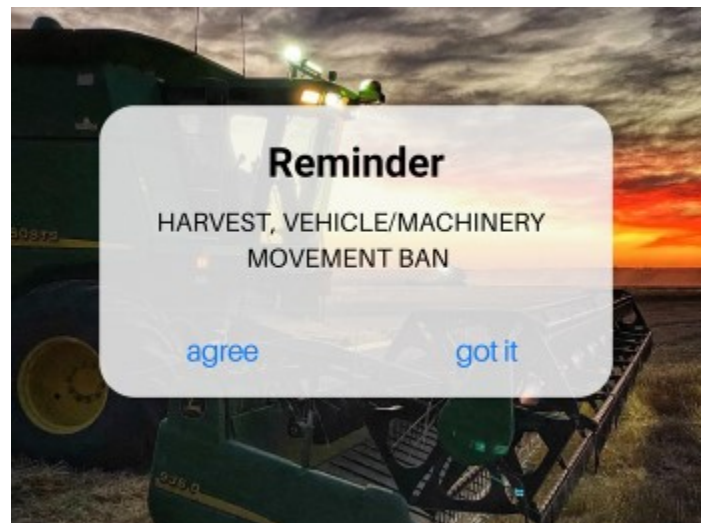 Reminder
HARVEST, VEHICLE/MACHINERY
MOVEMENT BAN
agree
got it